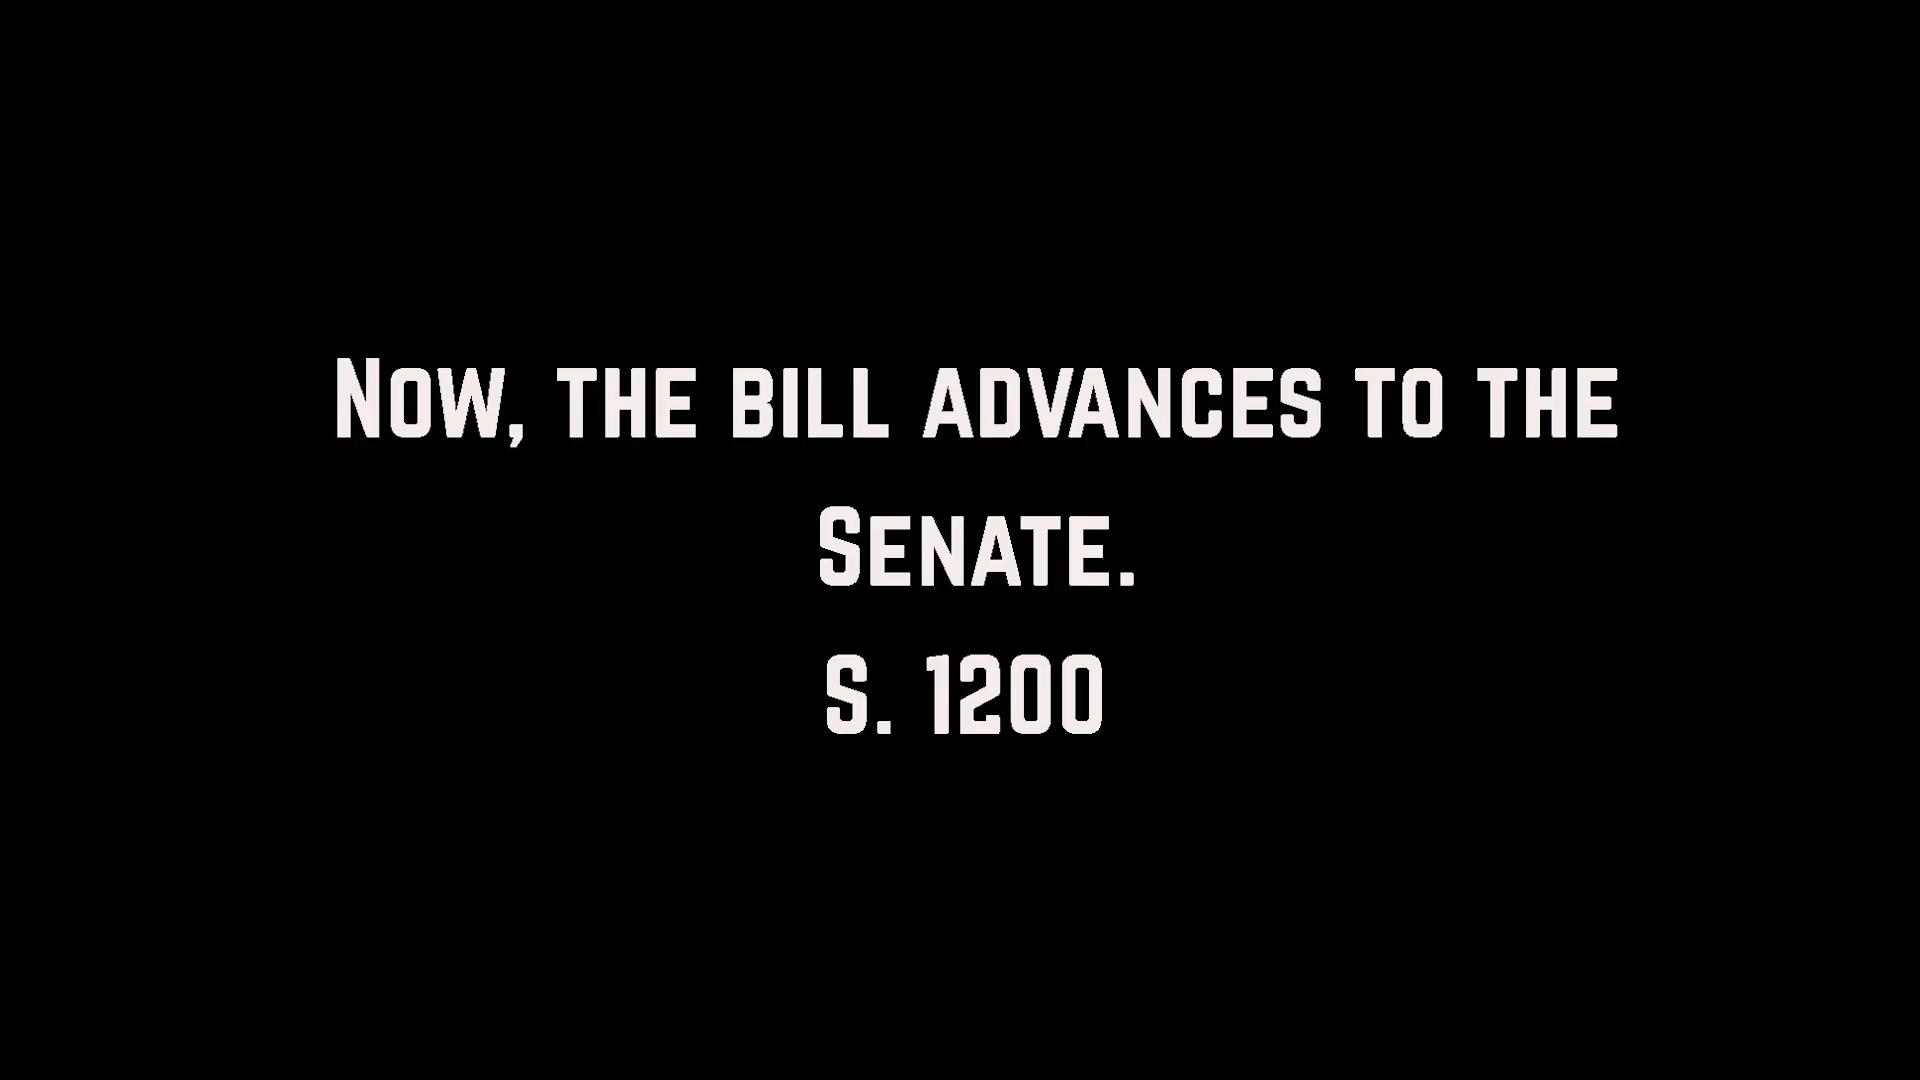 Now, the bill advances to the
Senate.
S. 1200